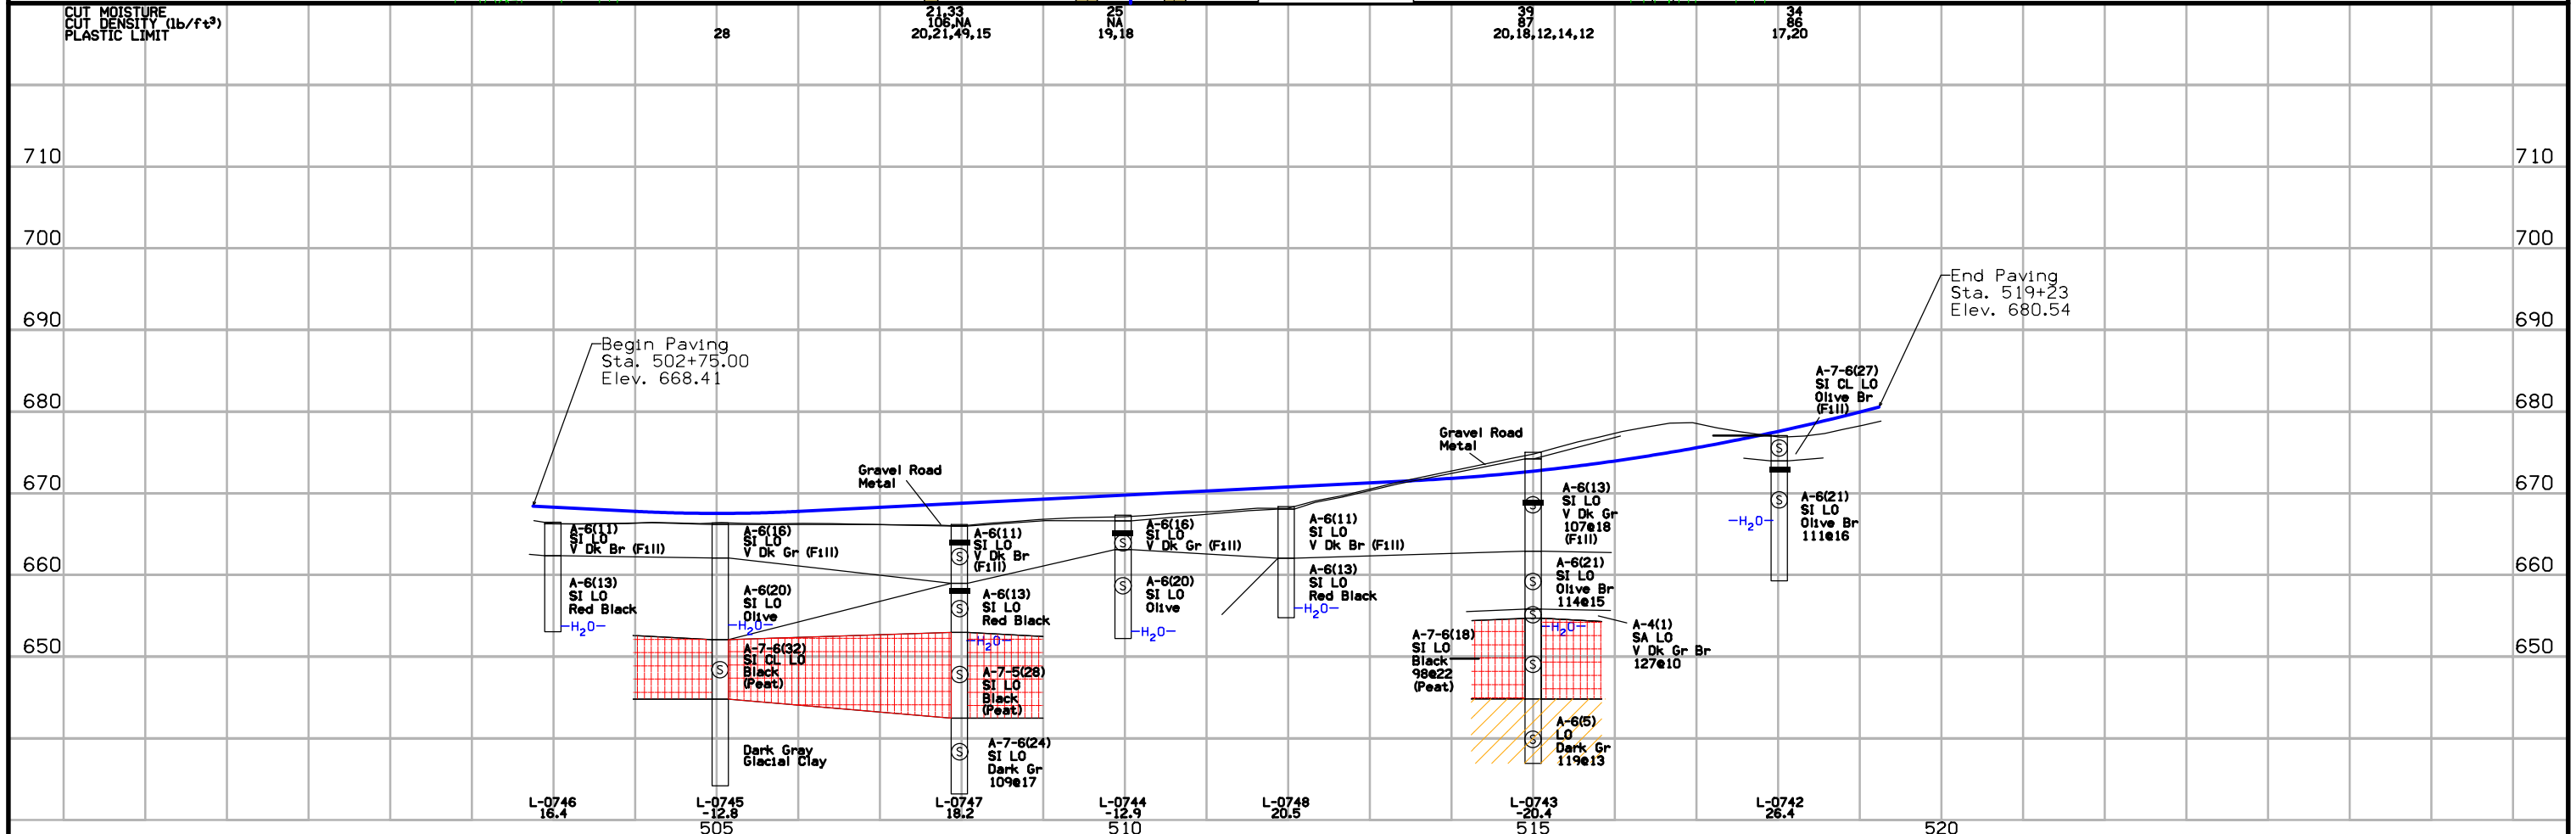 CUT MOISTURE 21,33 25 39 34
CUT DENSITY (lb/ft³) 106,NA NA 87 86
PLASTIC LIMIT 28 20,21,49,15 19,18 20,18,12,14,12 17,20
710 710
700 700
690 690
680 680
670 670
660 660
650 650
Begin Paving
Sta. 502+75.00
Elev. 668.41
End Paving
Sta. 519+23
Elev. 680.54
Gravel Road
Metal
Gravel Road
Metal
A-6(11)
SI LO
V Dk Br (Fill)
A-6(13)
SI LO
Red Black
H₂O
A-6(16)
SI LO
V Dk Gr (Fill)
A-6(20)
SI LO
Olive
H₂O
A-7-6(32)
SI CL LO
Black
(Peat)
S
Dark Gray
Glacial Clay
A-6(11)
SI LO
V Dk Br
(Fill)
S
A-6(13)
SI LO
Red Black
S
H₂O
A-7-5(28)
SI LO
Black
(Peat)
S
A-7-6(24)
SI LO
Dark Gr
109@17
S
A-6(16)
SI LO
V Dk Gr (Fill)
S
A-6(20)
SI LO
Olive
S
H₂O
A-6(11)
SI LO
V Dk Br (Fill)
A-6(13)
SI LO
Red Black
H₂O
A-6(13)
SI LO
V Dk Gr
107@18
(Fill)
S
A-6(21)
SI LO
Olive Br
114@15
S
S
H₂O
A-4(1)
SA LO
V Dk Gr Br
127@10
A-7-6(18)
SI LO
Black
98@22
(Peat)
S
A-6(5)
LO
Dark Gr
119@13
S
A-7-6(27)
SI CL LO
Olive Br
(Fill)
S
A-6(21)
SI LO
Olive Br
111@16
S
H₂O
L-0746 L-0745 L-0747 L-0744 L-0748 L-0743 L-0742
16.4 -12.8 18.2 -12.9 20.5 -20.4 26.4
505 510 515 520